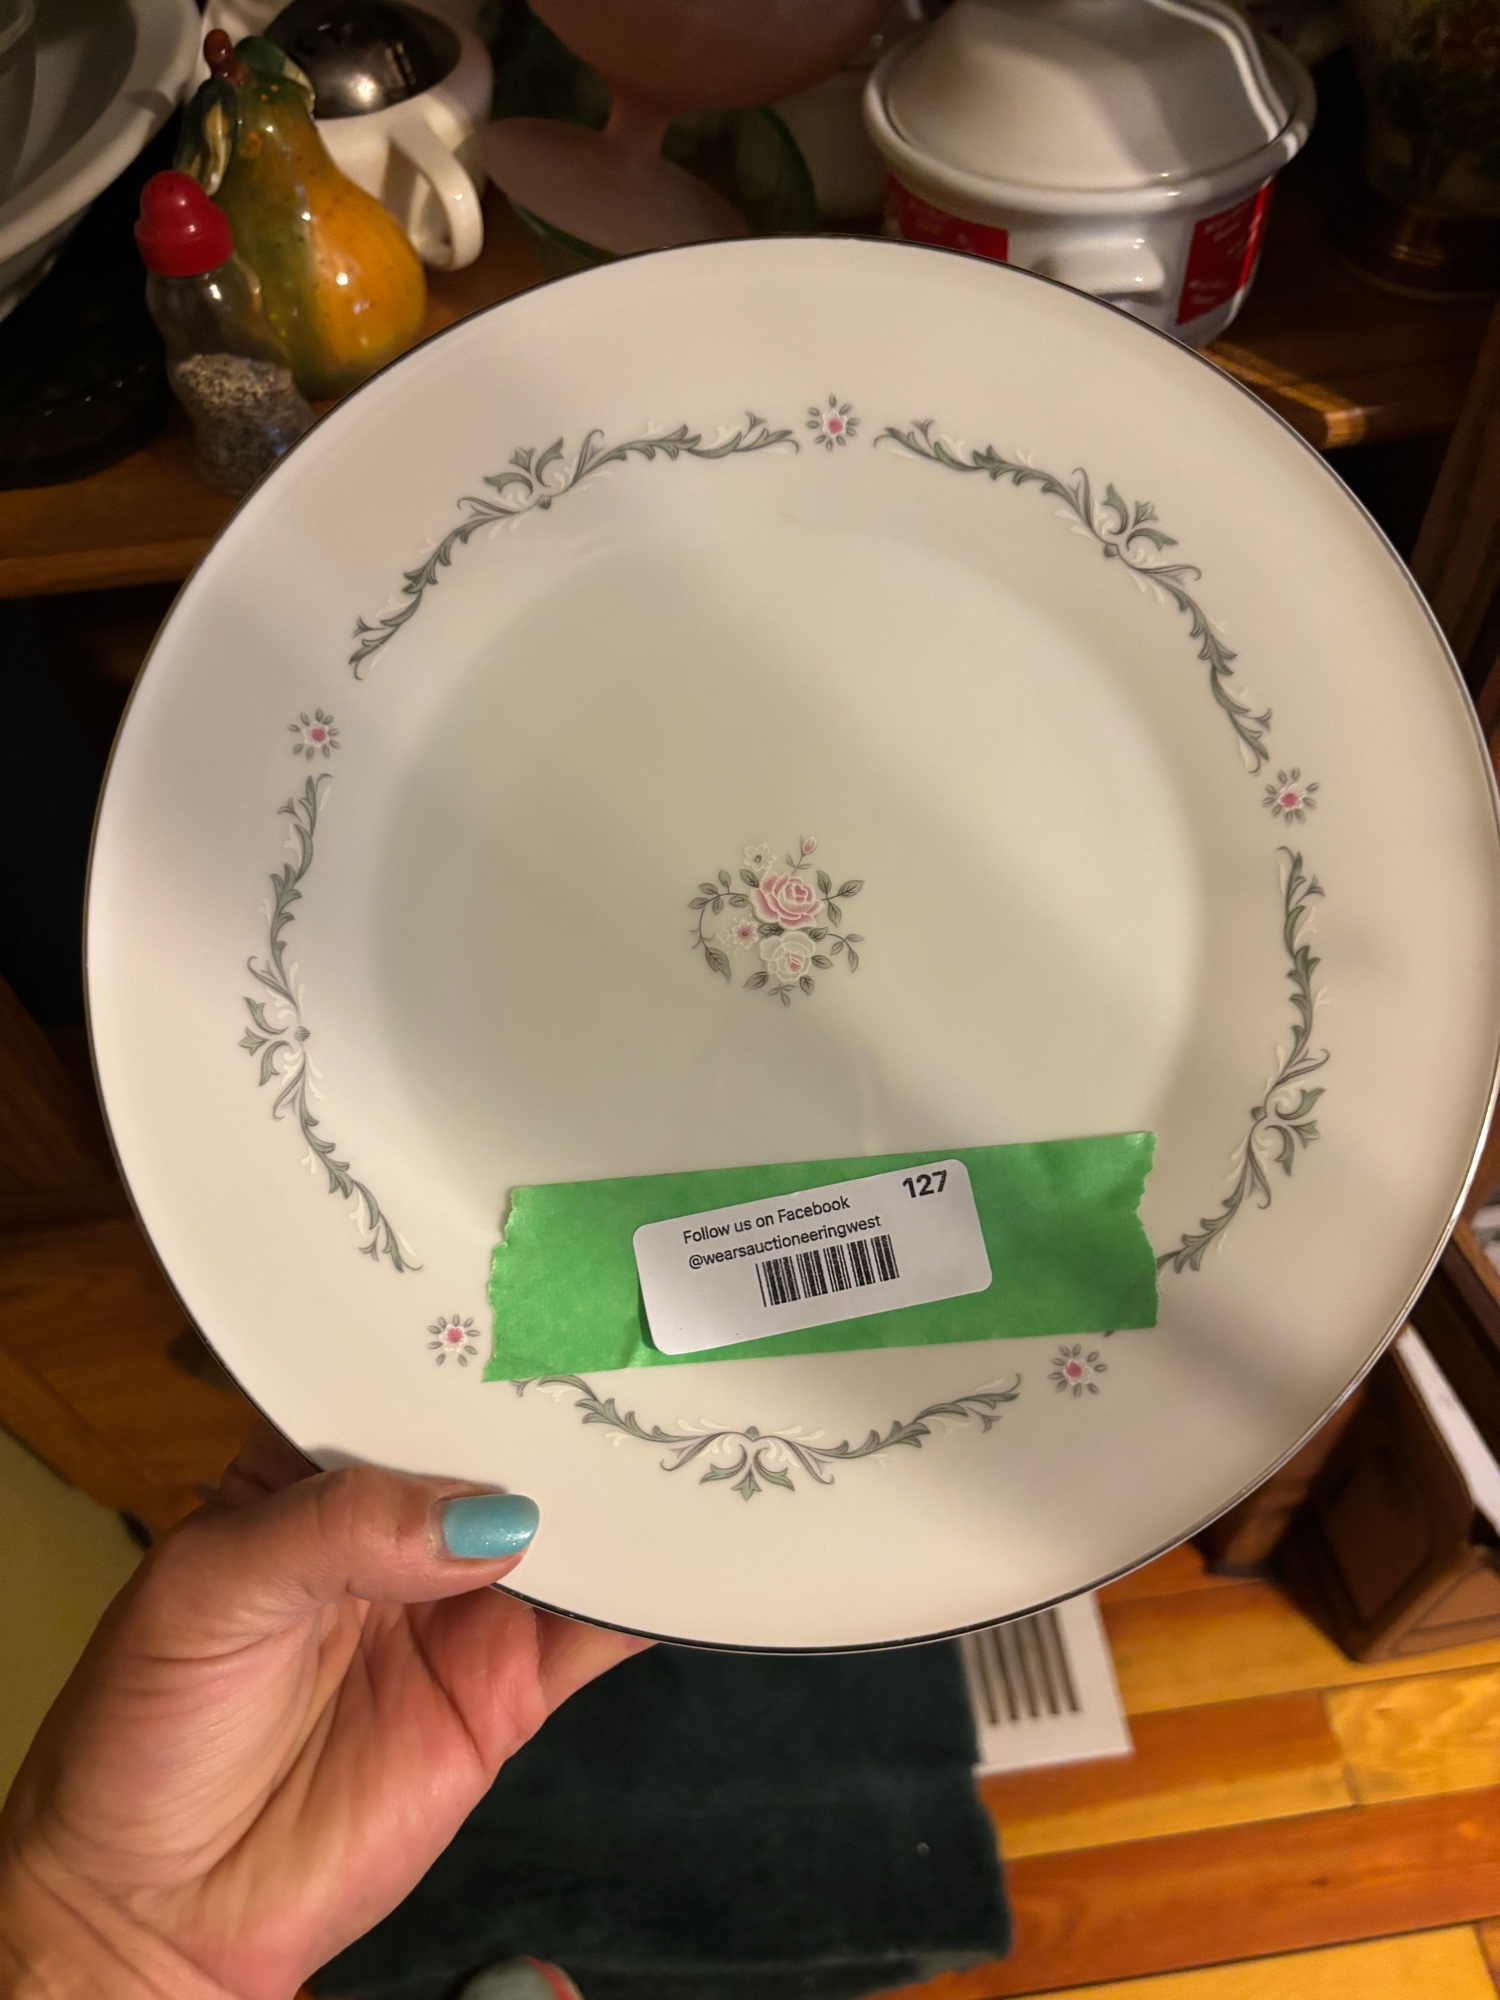 127
Follow us on Facebook
@wearsauctioneeringwest